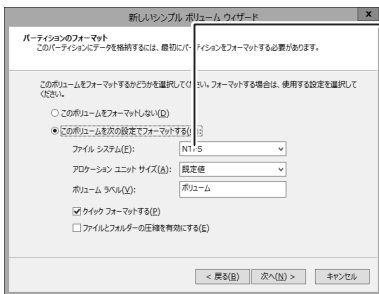 新しいシンプル ボリューム ウィザード
x
パーティションのフォーマット
このパーティションにデータを格納するには、最初にパーティションをフォーマットする必要があります。
このボリュームをフォーマットするかどうかを選択してください。フォーマットする場合は、使用する設定を選択して
ください。
このボリュームをフォーマットしない(D)
このボリュームを次の設定でフォーマットする(O):
ファイル システム(F): NTFS
アロケーション ユニット サイズ(A): 既定値
ボリューム ラベル(V): ボリューム
クイック フォーマットする(P)
ファイルとフォルダーの圧縮を有効にする(E)
< 戻る(B) 次へ(N) > キャンセル